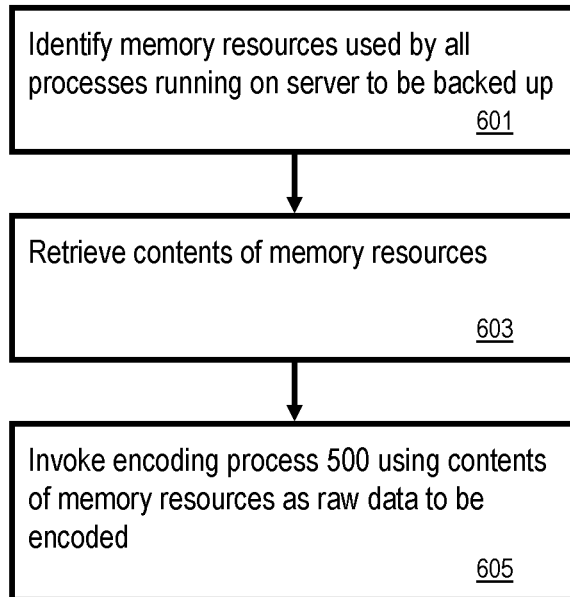 Identify memory resources used by all
processes running on server to be backed up
601
Retrieve contents of memory resources
603
Invoke encoding process 500 using contents
of memory resources as raw data to be
encoded
605